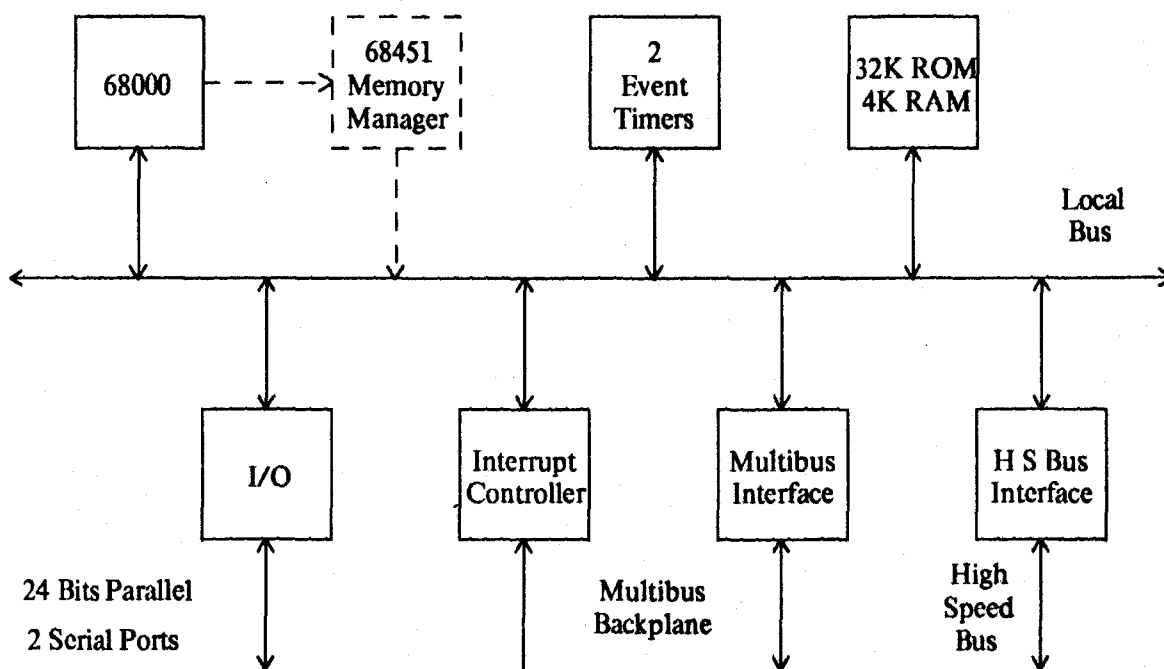 68000
68451
Memory
Manager
2
Event
Timers
32K ROM
4K RAM
Local
Bus
I/O
Interrupt
Controller
Multibus
Interface
H S Bus
Interface
24 Bits Parallel
2 Serial Ports
Multibus
Backplane
High
Speed
Bus